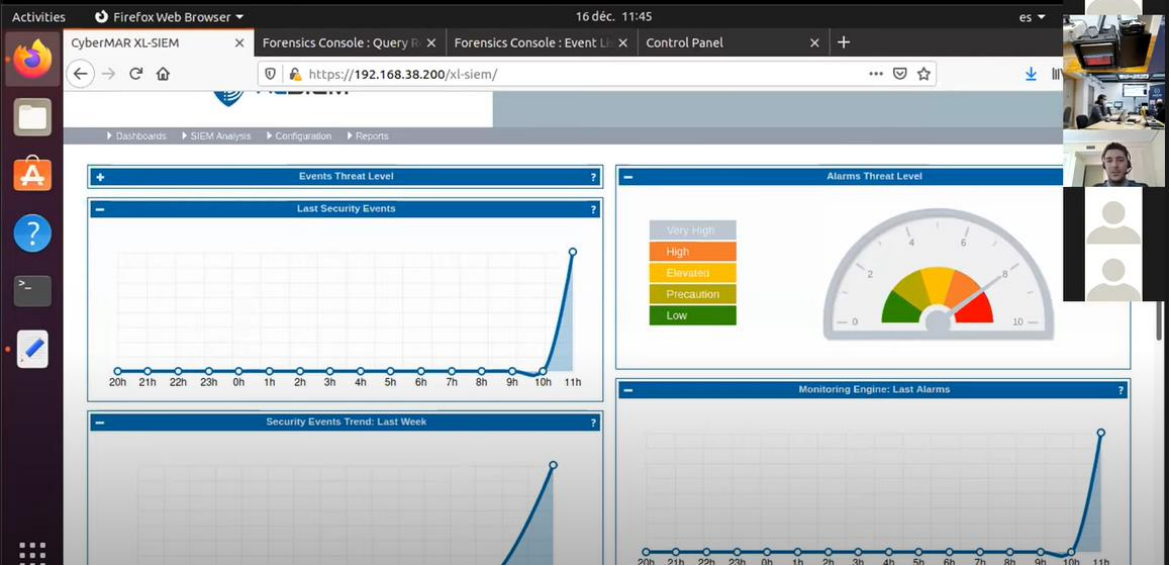 Activities Firefox Web Browser 16 déc. 11:45 es
CyberMAR XL-SIEM Forensics Console : Query R Forensics Console : Event Li Control Panel
https://192.168.38.200/xl-siem/
Dashboards SIEM Analysis Configuration Reports
Events Threat Level ?
Last Security Events ?
20h 21h 22h 23h 0h 1h 2h 3h 4h 5h 6h 7h 8h 9h 10h 11h
Security Events Trend: Last Week ?
Alarms Threat Level
Very High
High
Elevated
Precaution
Low
0 2 4 6 8 10
Monitoring Engine: Last Alarms ?
20h 21h 22h 23h 0h 1h 2h 3h 4h 5h 6h 7h 8h 9h 10h 11h